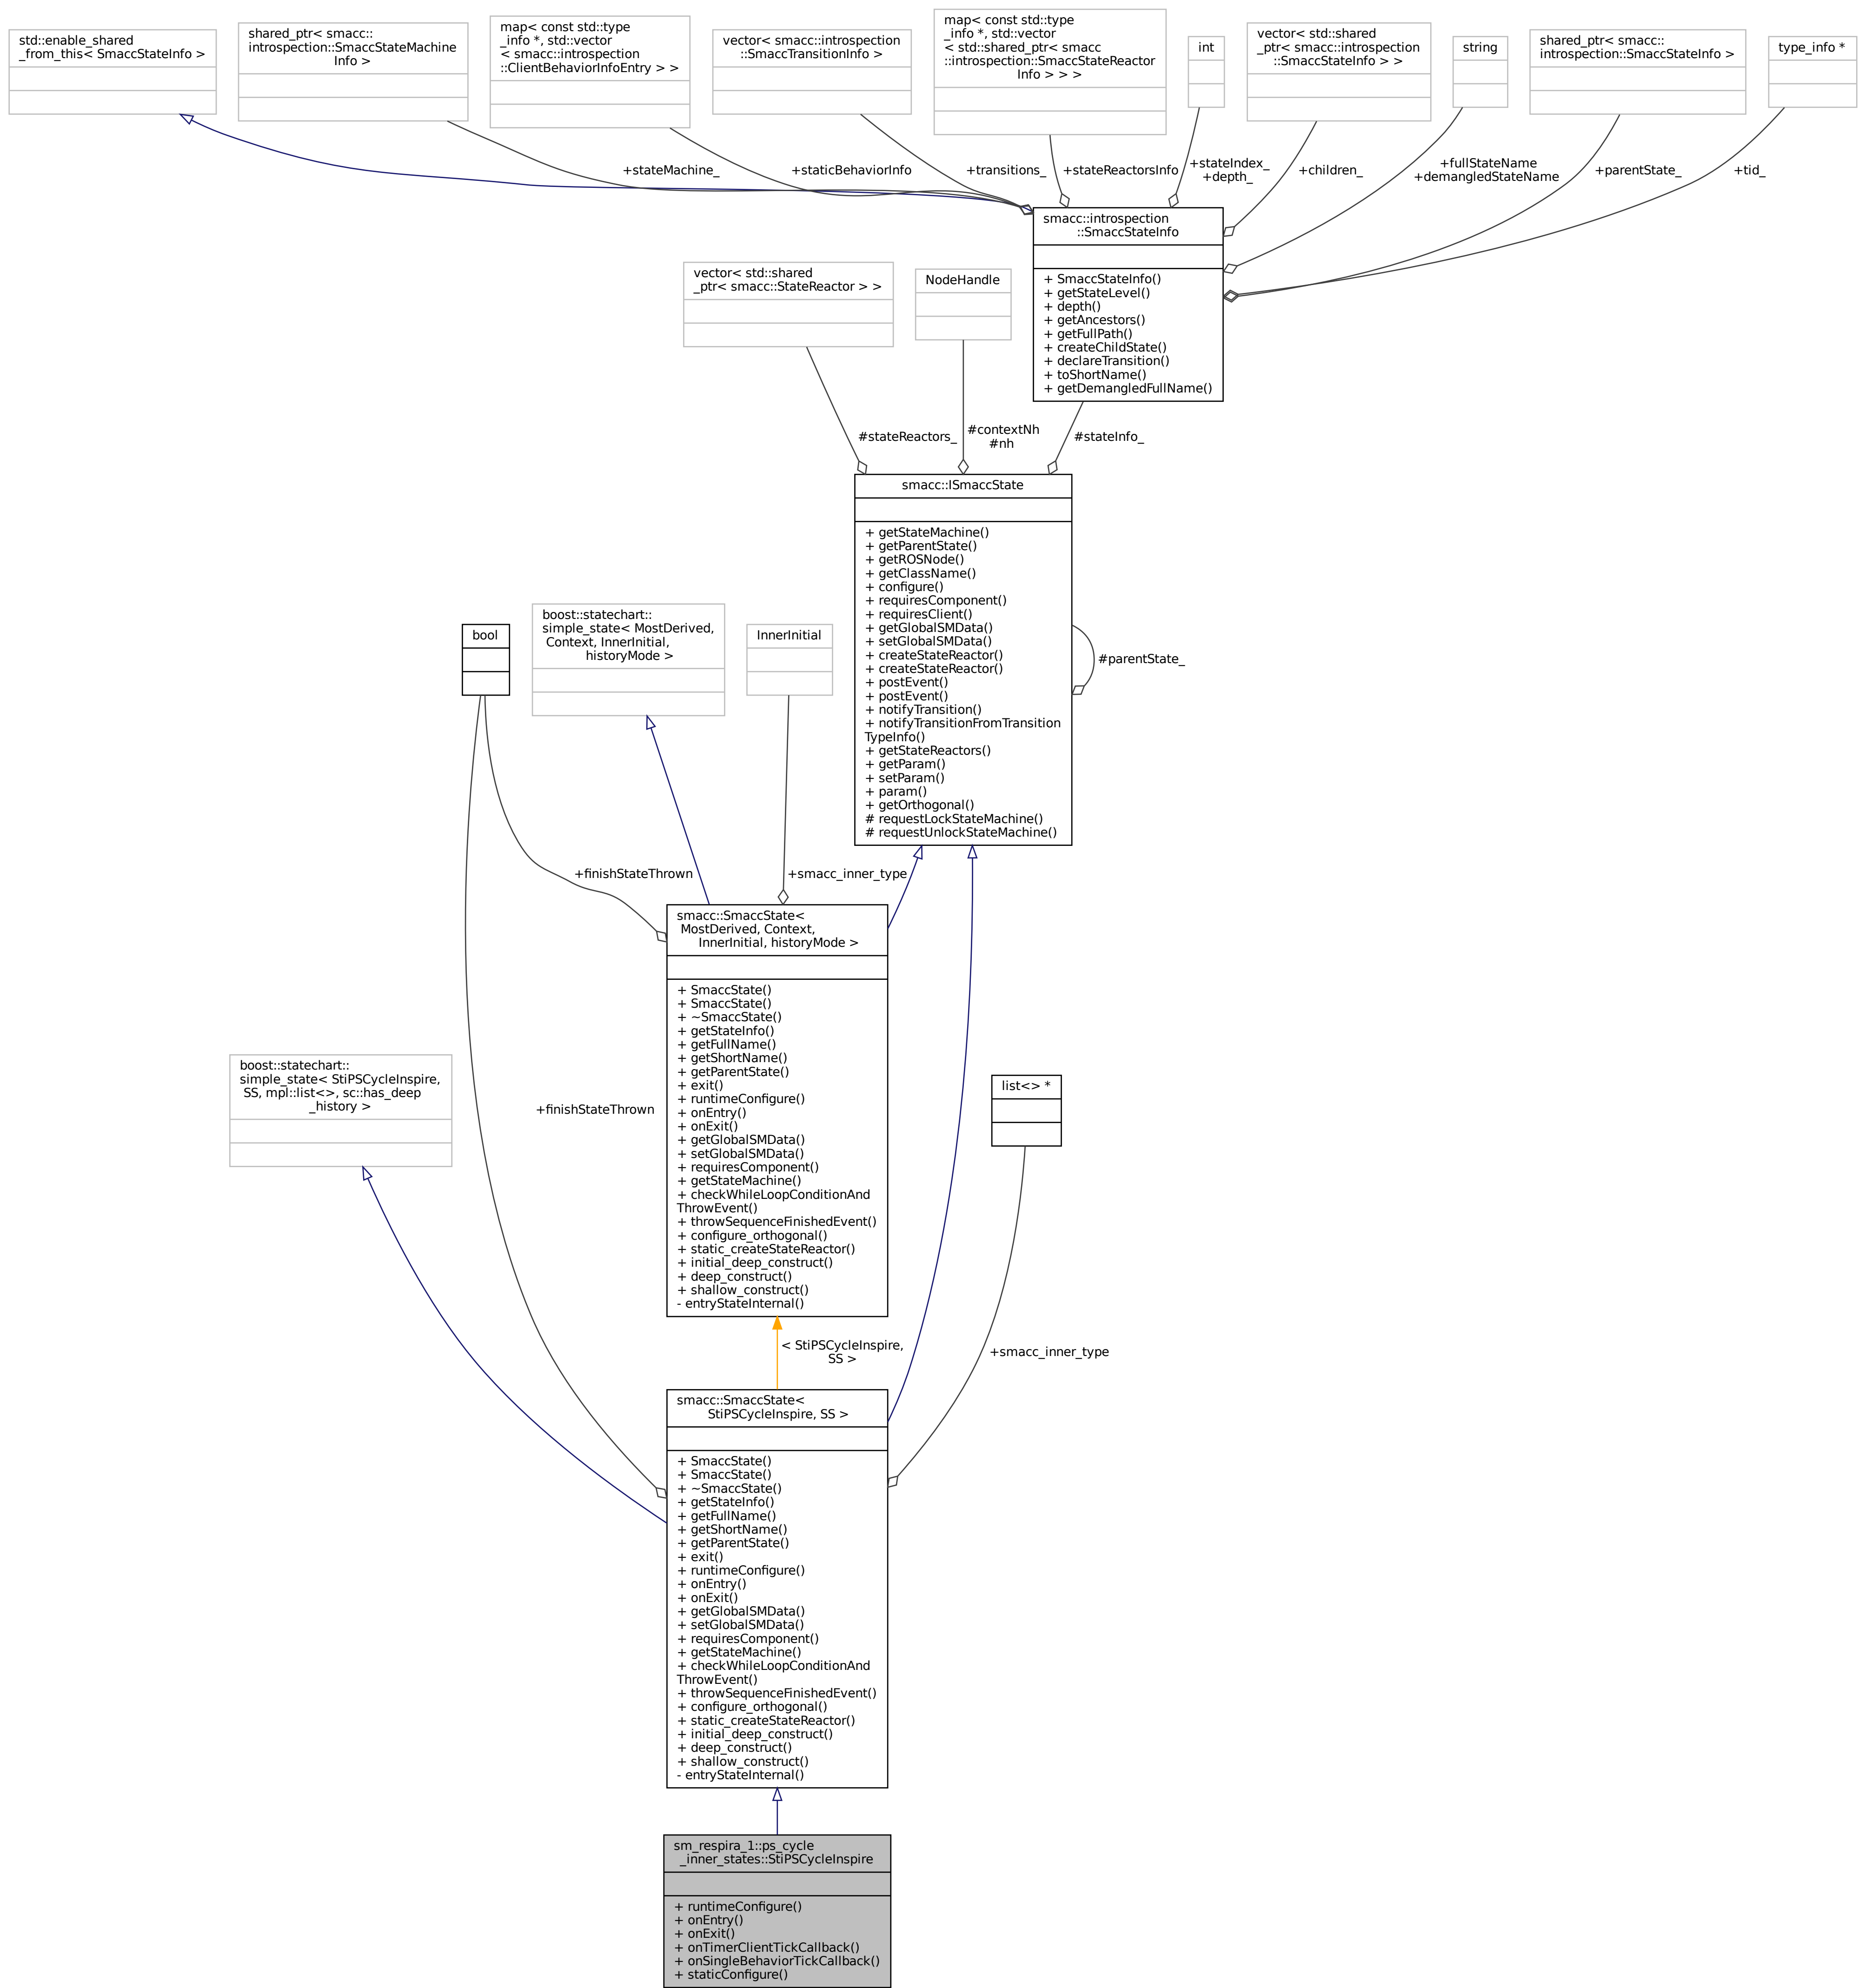 std::enable_shared
_from_this< SmaccStateInfo >
shared_ptr< smacc::
introspection::SmaccStateMachine
Info >
map< const std::type
_info *, std::vector
< smacc::introspection
::ClientBehaviorInfoEntry > >
vector< smacc::introspection
::SmaccTransitionInfo >
map< const std::type
_info *, std::vector
< std::shared_ptr< smacc
::introspection::SmaccStateReactor
Info > > >
int
vector< std::shared
_ptr< smacc::introspection
::SmaccStateInfo > >
string
shared_ptr< smacc::
introspection::SmaccStateInfo >
type_info *
+stateMachine_
+staticBehaviorInfo
+transitions_
+stateReactorsInfo
+stateIndex_
+depth_
+children_
+fullStateName
+demangledStateName
+parentState_
+tid_
smacc::introspection
::SmaccStateInfo
+ SmaccStateInfo()
+ getStateLevel()
+ depth()
+ getAncestors()
+ getFullPath()
+ createChildState()
+ declareTransition()
+ toShortName()
+ getDemangledFullName()
vector< std::shared
_ptr< smacc::StateReactor > >
NodeHandle
#stateReactors_
#contextNh
#nh
#stateInfo_
smacc::ISmaccState
+ getStateMachine()
+ getParentState()
+ getROSNode()
+ getClassName()
+ configure()
+ requiresComponent()
+ requiresClient()
+ getGlobalSMData()
+ setGlobalSMData()
+ createStateReactor()
+ createStateReactor()
+ postEvent()
+ postEvent()
+ notifyTransition()
+ notifyTransitionFromTransition
TypeInfo()
+ getStateReactors()
+ getParam()
+ setParam()
+ param()
+ getOrthogonal()
# requestLockStateMachine()
# requestUnlockStateMachine()
#parentState_
bool
boost::statechart::
simple_state< MostDerived,
Context, InnerInitial,
historyMode >
InnerInitial
+finishStateThrown
+smacc_inner_type
smacc::SmaccState<
MostDerived, Context,
InnerInitial, historyMode >
+ SmaccState()
+ SmaccState()
+ ~SmaccState()
+ getStateInfo()
+ getFullName()
+ getShortName()
+ getParentState()
+ exit()
+ runtimeConfigure()
+ onEntry()
+ onExit()
+ getGlobalSMData()
+ setGlobalSMData()
+ requiresComponent()
+ getStateMachine()
+ checkWhileLoopConditionAnd
ThrowEvent()
+ throwSequenceFinishedEvent()
+ configure_orthogonal()
+ static_createStateReactor()
+ initial_deep_construct()
+ deep_construct()
+ shallow_construct()
- entryStateInternal()
boost::statechart::
simple_state< StiPSCycleInspire,
SS, mpl::list<>, sc::has_deep
_history >
+finishStateThrown
list<> *
< StiPSCycleInspire,
SS >
+smacc_inner_type
smacc::SmaccState<
StiPSCycleInspire, SS >
+ SmaccState()
+ SmaccState()
+ ~SmaccState()
+ getStateInfo()
+ getFullName()
+ getShortName()
+ getParentState()
+ exit()
+ runtimeConfigure()
+ onEntry()
+ onExit()
+ getGlobalSMData()
+ setGlobalSMData()
+ requiresComponent()
+ getStateMachine()
+ checkWhileLoopConditionAnd
ThrowEvent()
+ throwSequenceFinishedEvent()
+ configure_orthogonal()
+ static_createStateReactor()
+ initial_deep_construct()
+ deep_construct()
+ shallow_construct()
- entryStateInternal()
sm_respira_1::ps_cycle
_inner_states::StiPSCycleInspire
+ runtimeConfigure()
+ onEntry()
+ onExit()
+ onTimerClientTickCallback()
+ onSingleBehaviorTickCallback()
+ staticConfigure()